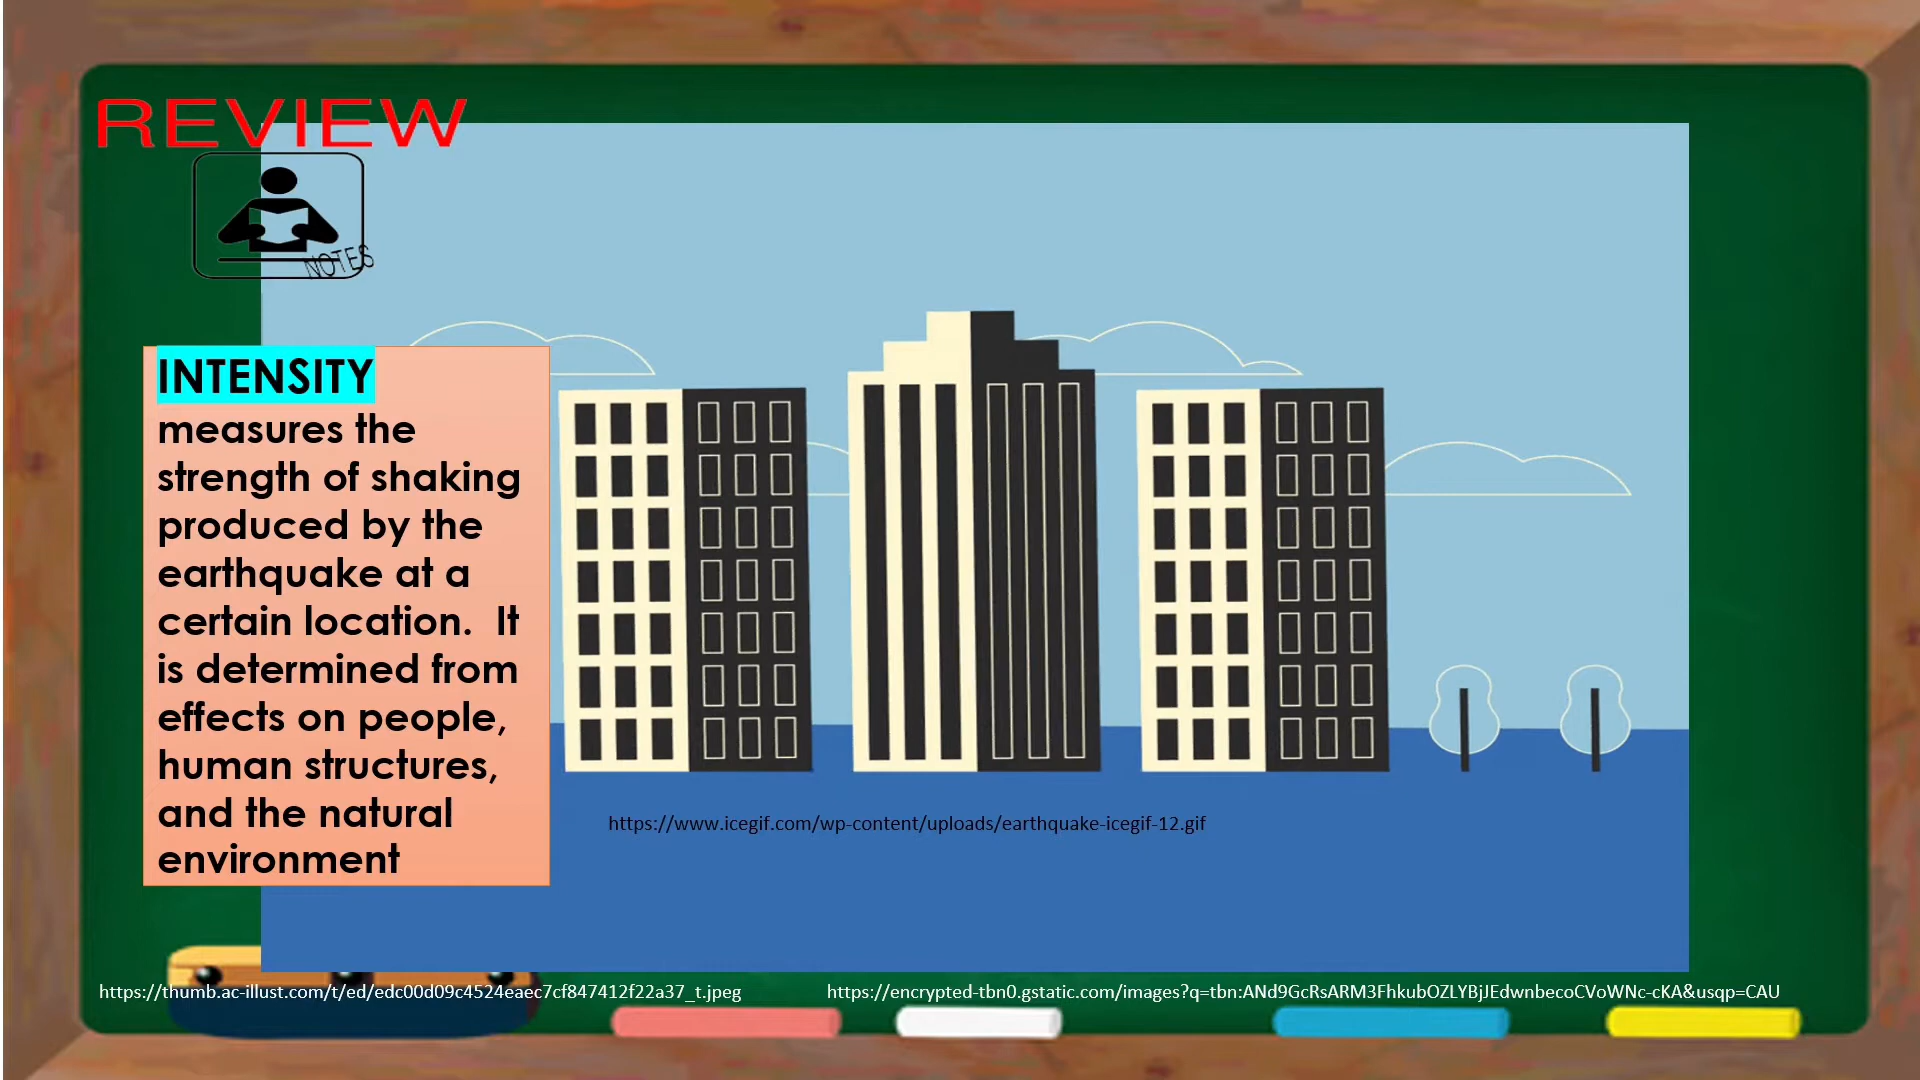 REVIEW
NOTES
INTENSITY
measures the
strength of shaking
produced by the
earthquake at a
certain location.  It
is determined from
effects on people,
human structures,
and the natural
environment
https://www.icegif.com/wp-content/uploads/earthquake-icegif-12.gif
https://thumb.ac-illust.com/t/ed/edc00d09c4524eaec7cf847412f22a37_t.jpeg
https://encrypted-tbn0.gstatic.com/images?q=tbn:ANd9GcRsARM3FhkubOZLYBjJEdwnbecoCVoWNc-cKA&usqp=CAU